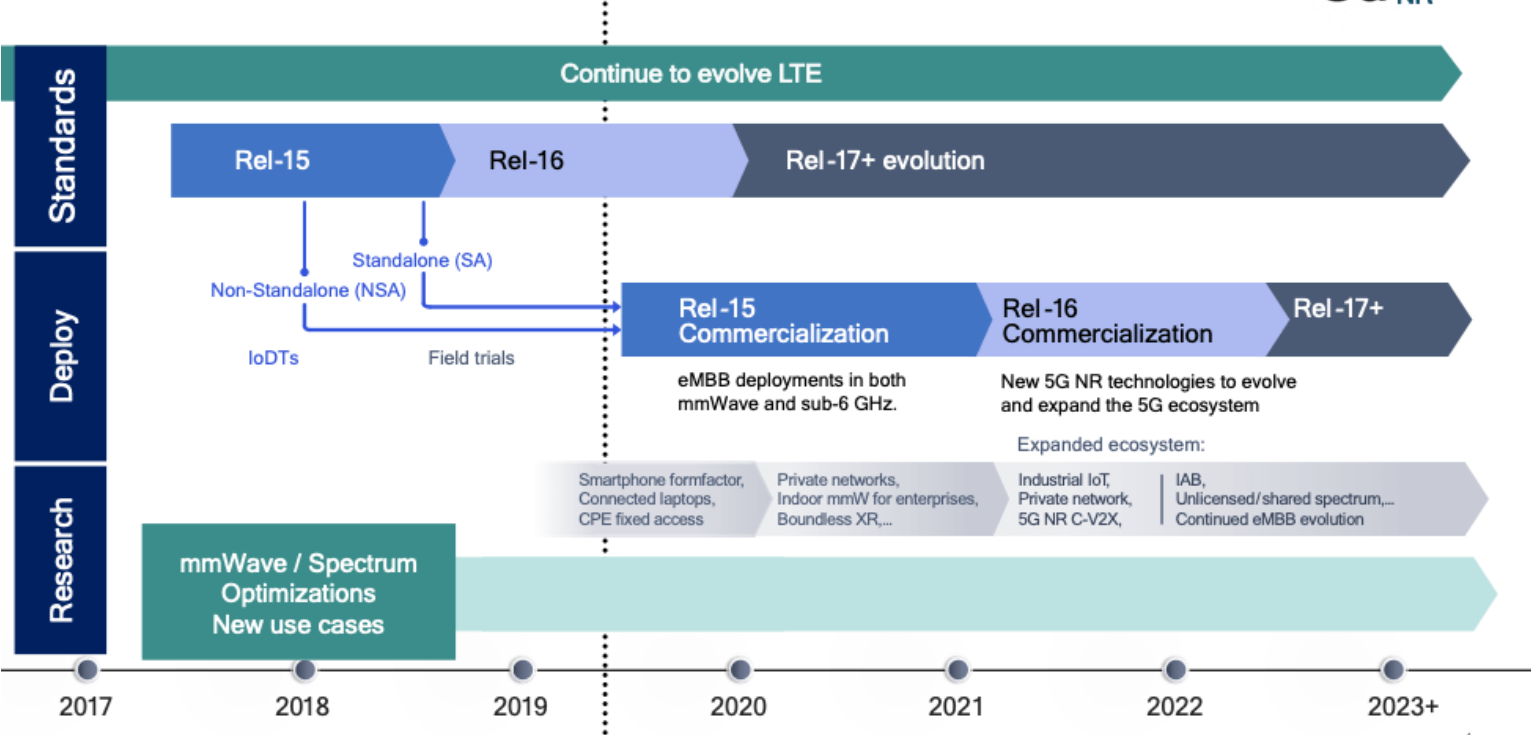 NR
Standards
Continue to evolve LTE
Rel-15
Rel-16
Rel-17+ evolution
Standalone (SA)
Non-Standalone (NSA)
Deploy
IoDTs
Field trials
Rel-15
Commercialization
Rel-16
Commercialization
Rel-17+
eMBB deployments in both
mmWave and sub-6 GHz.
New 5G NR technologies to evolve
and expand the 5G ecosystem
Expanded ecosystem:
Research
Smartphone formfactor,
Connected laptops,
CPE fixed access
Private networks,
Indoor mmW for enterprises,
Boundless XR,...
Industrial IoT,
Private network,
5G NR C-V2X,
IAB,
Unlicensed/shared spectrum,...
Continued eMBB evolution
mmWave / Spectrum
Optimizations
New use cases
2017
2018
2019
2020
2021
2022
2023+